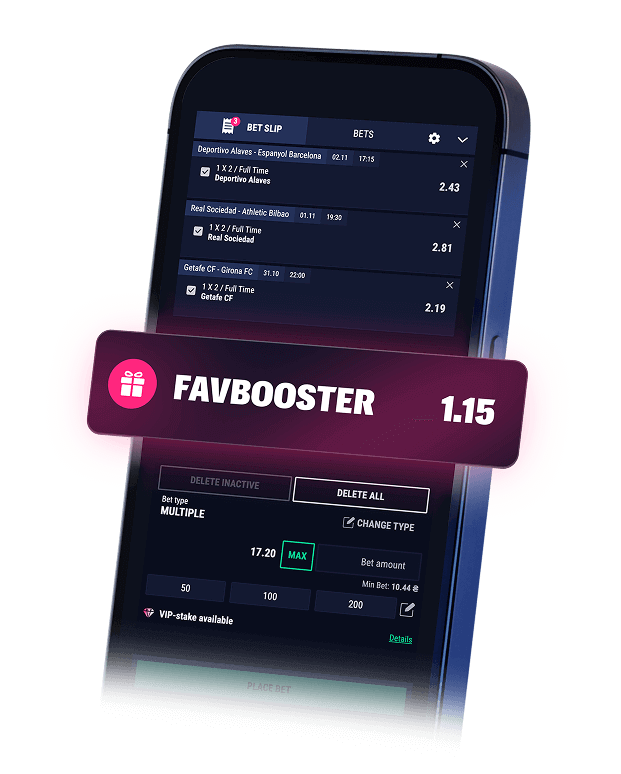 3
BET SLIP
BETS
Deportivo Alaves - Espanyol Barcelona 02.11 17:15
1 X 2 / Full Time
Deportivo Alaves
2.43
Real Sociedad - Athletic Bilbao 01.11 19:30
1 X 2 / Full Time
Real Sociedad
2.81
Getafe CF - Girona FC 31.10 22:00
1 X 2 / Full Time
Getafe CF
2.19
FAVBOOSTER 1.15
DELETE INACTIVE
DELETE ALL
Bet type
MULTIPLE
CHANGE TYPE
17.20 MAX Bet amount
Min Bet: 10.44 ₴
50 100 200
VIP-stake available
Details
PLACE BET